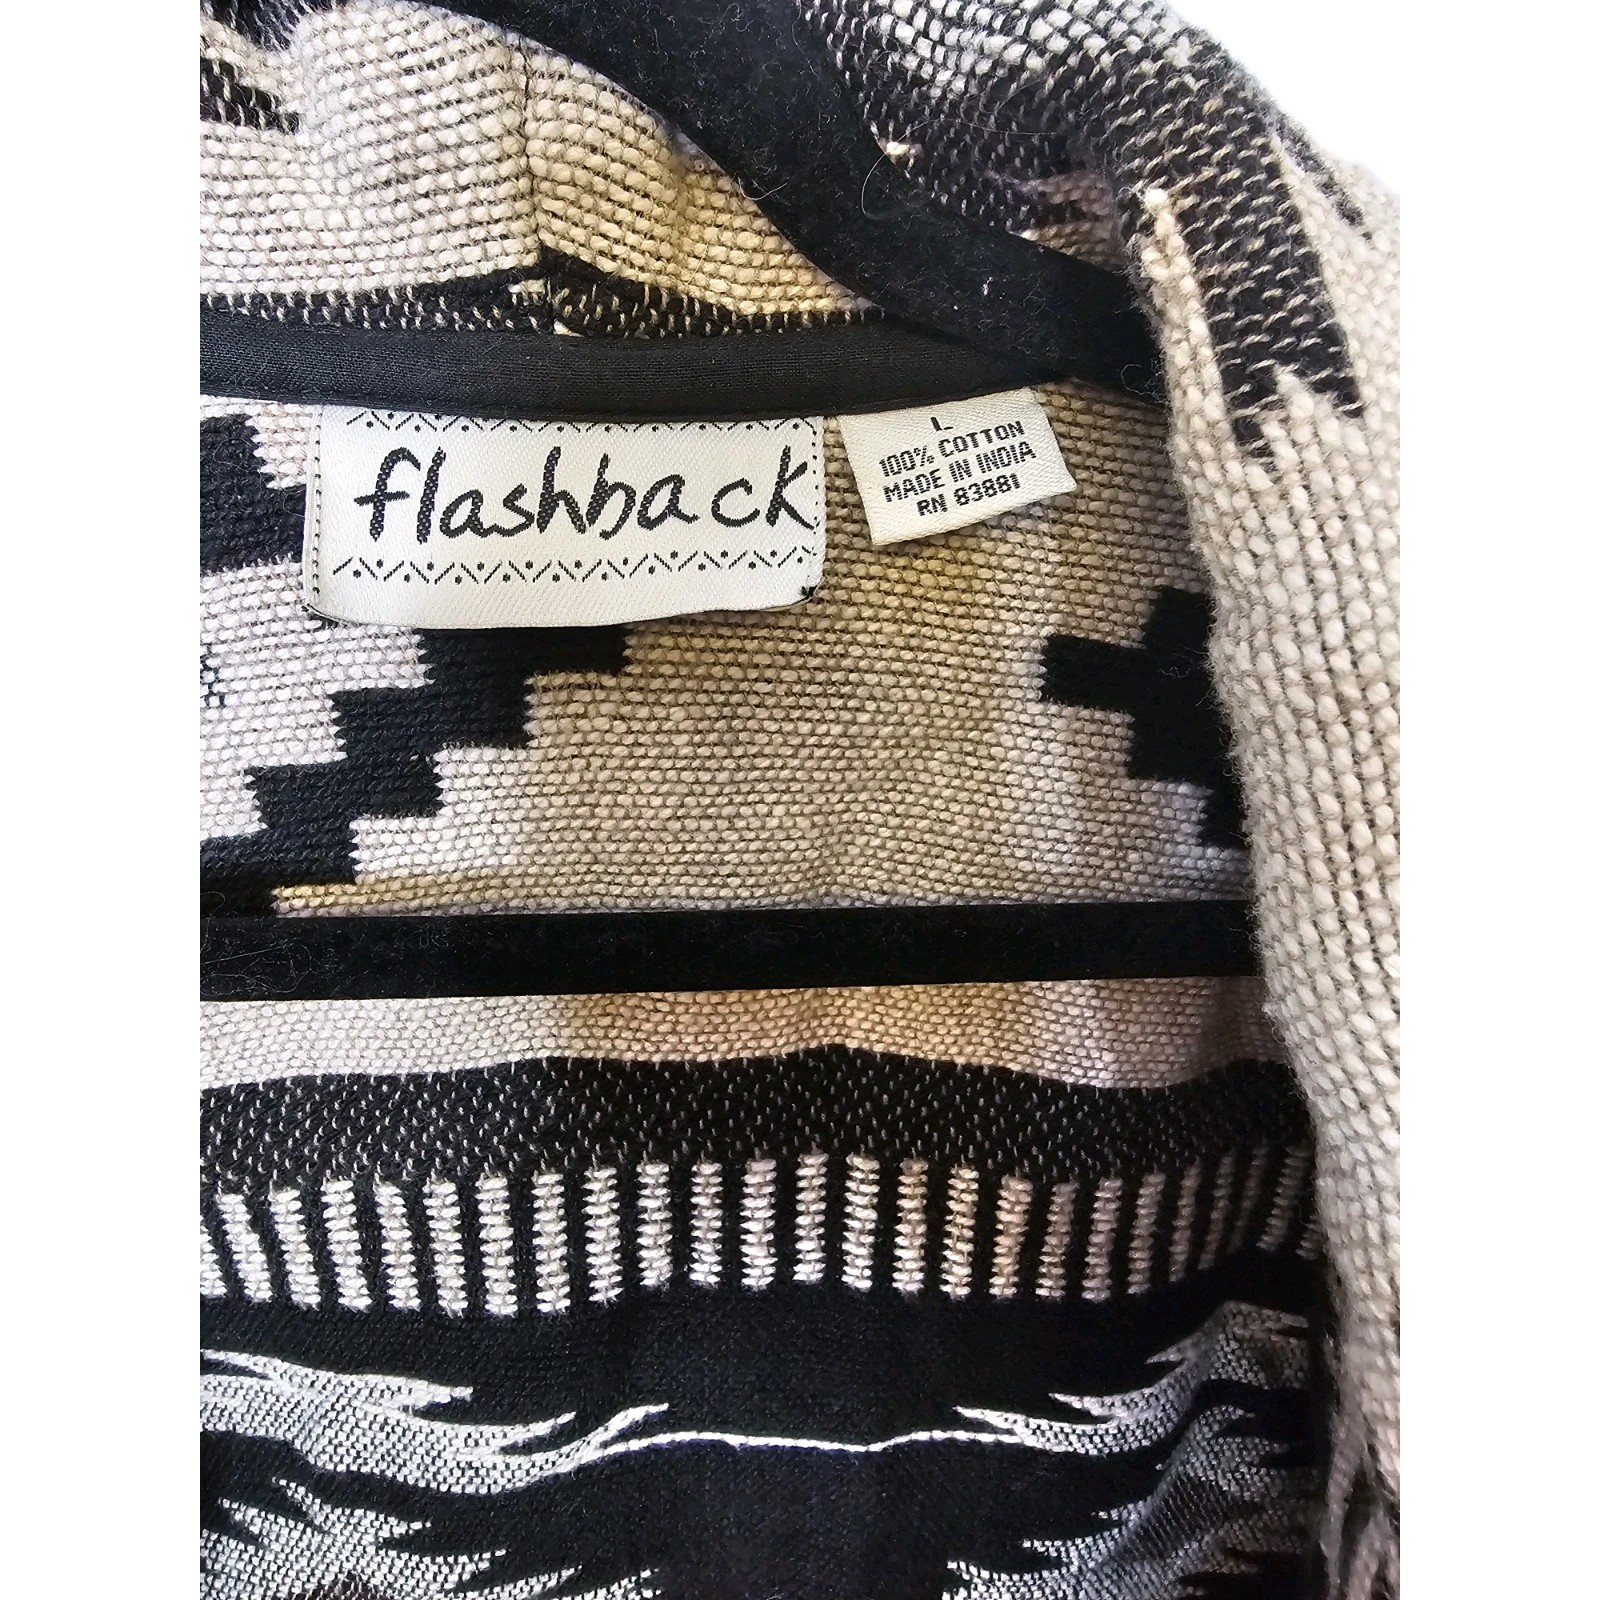 flashback
L
100% COTTON
MADE IN INDIA
RN 83881